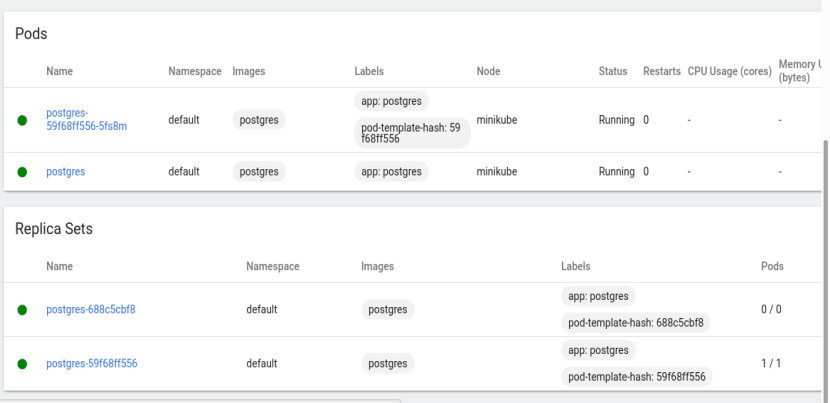 Pods
Name Namespace Images Labels Node Status Restarts CPU Usage (cores) Memory U
(bytes)
postgres-
59f68ff556-5fs8m
default
postgres
app: postgres
pod-template-hash: 59
f68ff556
minikube
Running 0 - -
postgres default postgres app: postgres minikube Running 0 - -
Replica Sets
Name Namespace Images Labels Pods
postgres-688c5cbf8 default postgres
app: postgres
pod-template-hash: 688c5cbf8
0 / 0
postgres-59f68ff556 default postgres
app: postgres
pod-template-hash: 59f68ff556
1 / 1